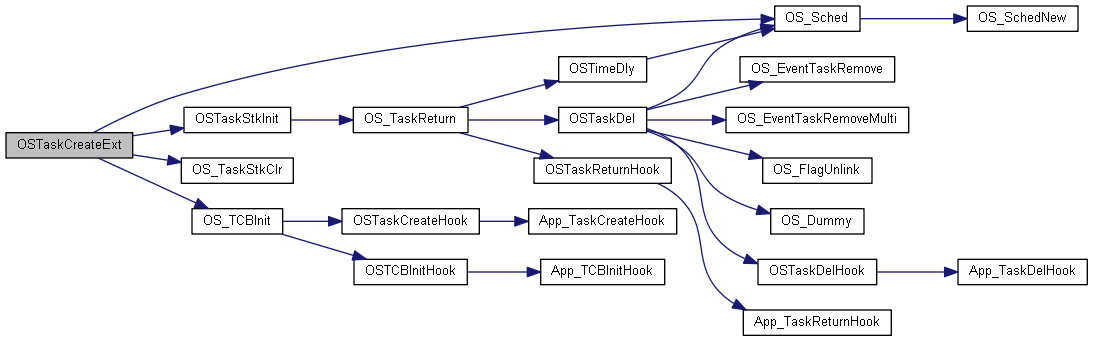 OS_Sched
OS_SchedNew
OSTimeDly
OS_EventTaskRemove
OSTaskStkInit
OS_TaskReturn
OSTaskDel
OS_EventTaskRemoveMulti
OSTaskCreateExt
OS_TaskStkClr
OSTaskReturnHook
OS_FlagUnlink
OS_TCBInit
OSTaskCreateHook
App_TaskCreateHook
OS_Dummy
OSTCBInitHook
App_TCBInitHook
OSTaskDelHook
App_TaskDelHook
App_TaskReturnHook